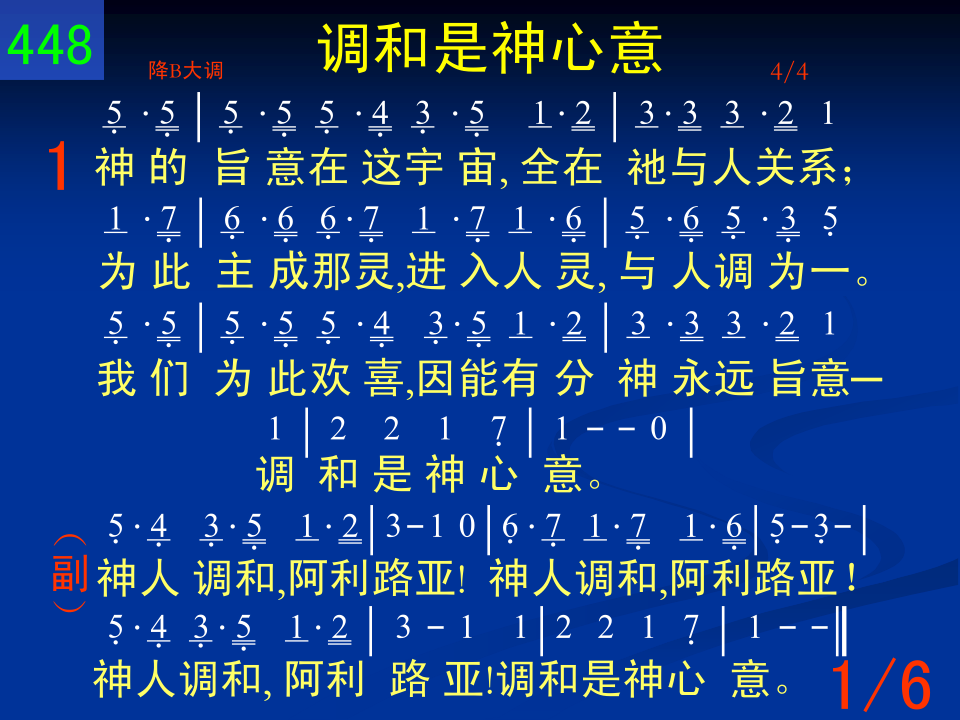 448 调和是神心意
降B大调 4/4
5 · 5 | 5 · 5 5 · 4 3 · 5 1 · 2 | 3 · 3 3 · 2 1
1 神的 旨意在这宇宙, 全在 祂与人关系;
1 · 7 | 6 · 6 6 · 7 1 · 7 1 · 6 | 5 · 6 5 · 3 5
为此 主成那灵,进入人灵, 与人调为一。
5 · 5 | 5 · 5 5 · 4 3 · 5 1 · 2 | 3 · 3 3 · 2 1
我们 为此欢喜,因能有分 神永远旨意─
1 | 2 2 1 7 | 1 - - 0 |
调 和是神心 意。
5 · 4 3 · 5 1 · 2 | 3 - 1 0 | 6 · 7 1 · 7 1 · 6 | 5 - 3 - |
(副) 神人调和,阿利路亚! 神人调和,阿利路亚!
5 · 4 3 · 5 1 · 2 | 3 - 1 1 | 2 2 1 7 | 1 - - ‖
神人调和, 阿利路亚!调和是神心 意。
1/6